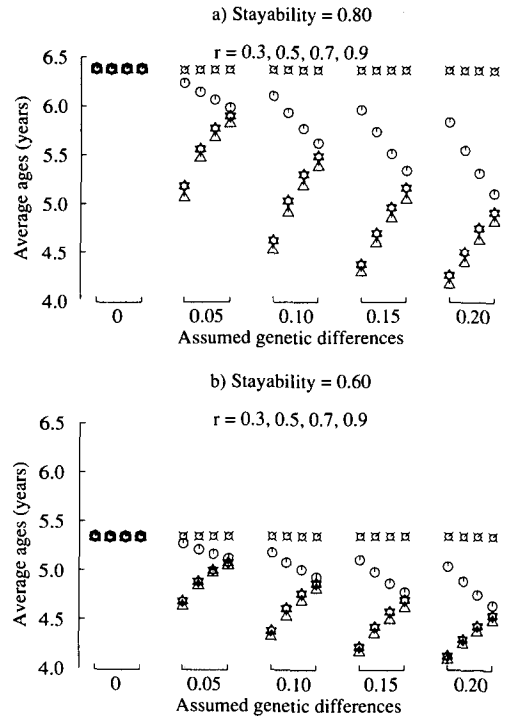 a) Stayability = 0.80
r = 0.3, 0.5, 0.7, 0.9
Average ages (years)
6.5
6.0
5.5
5.0
4.5
4.0
0 0.05 0.10 0.15 0.20
Assumed genetic differences
b) Stayability = 0.60
r = 0.3, 0.5, 0.7, 0.9
Average ages (years)
6.5
6.0
5.5
5.0
4.5
4.0
0 0.05 0.10 0.15 0.20
Assumed genetic differences